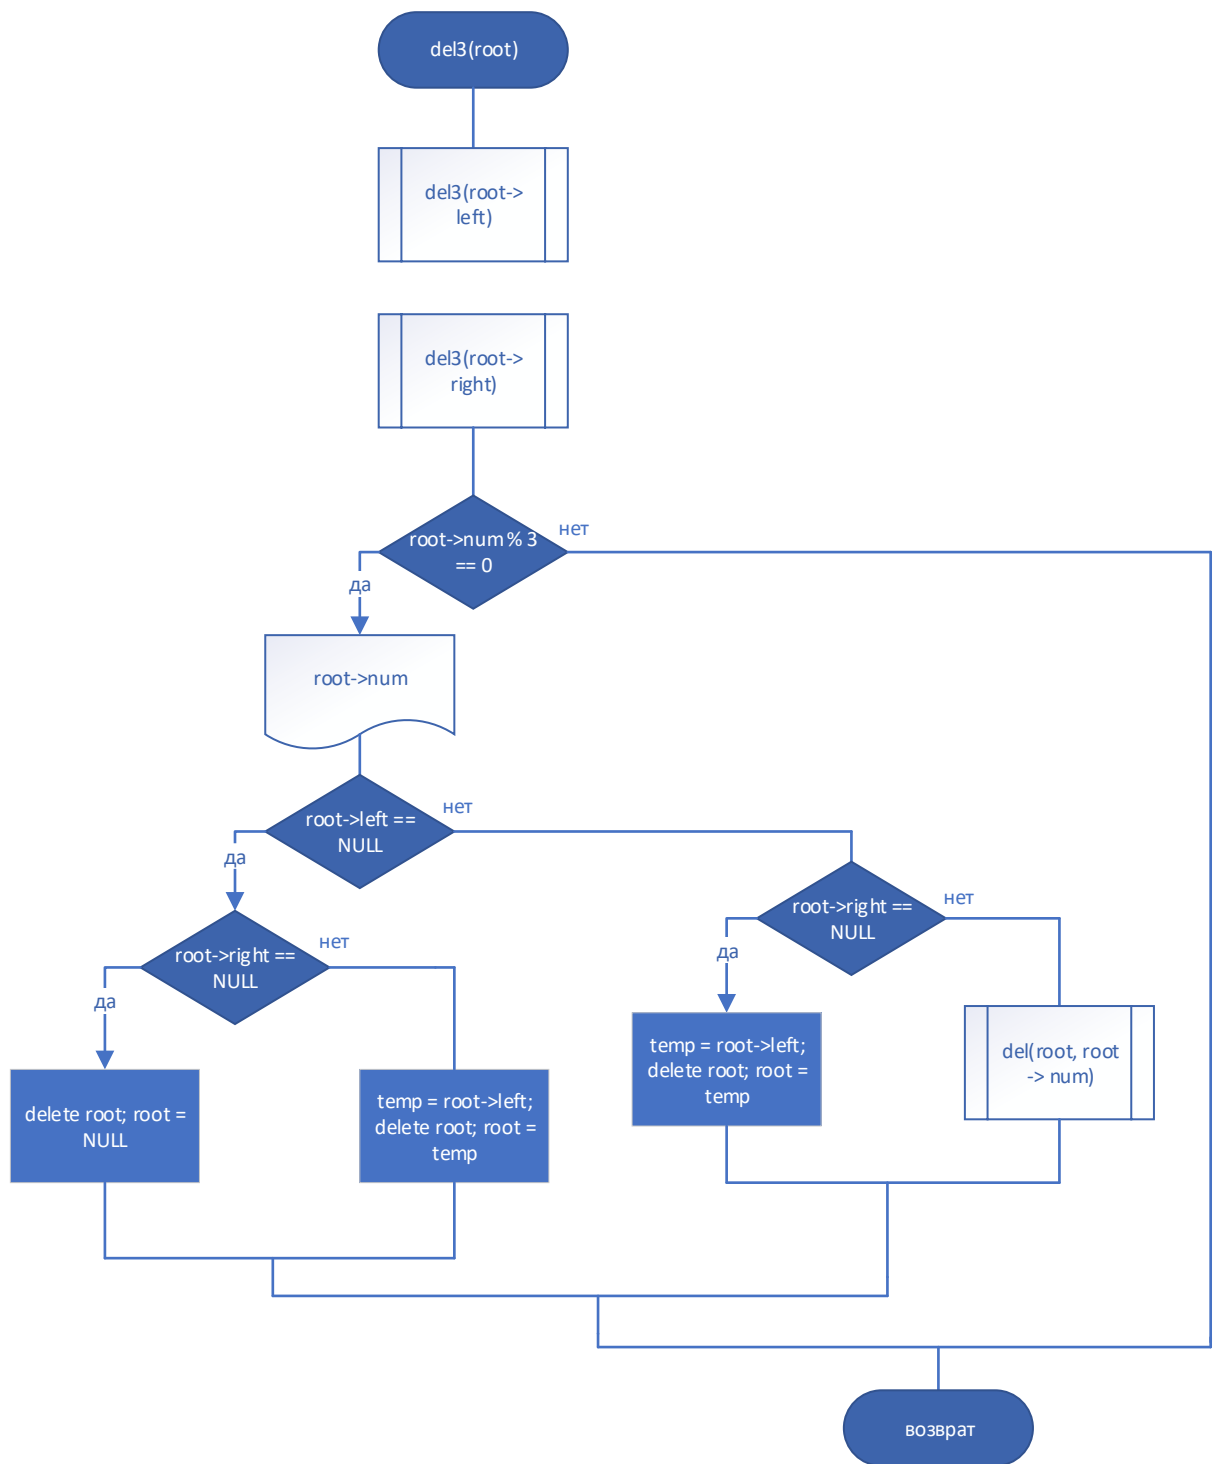 del3(root)
del3(root->
left)
del3(root->
right)
root->num % 3
== 0
нет
да
root->num
root->left ==
NULL
нет
да
root->right ==
NULL
нет
да
root->right ==
NULL
нет
да
delete root; root =
NULL
temp = root->left;
delete root; root =
temp
temp = root->left;
delete root; root =
temp
del(root, root
-> num)
возврат